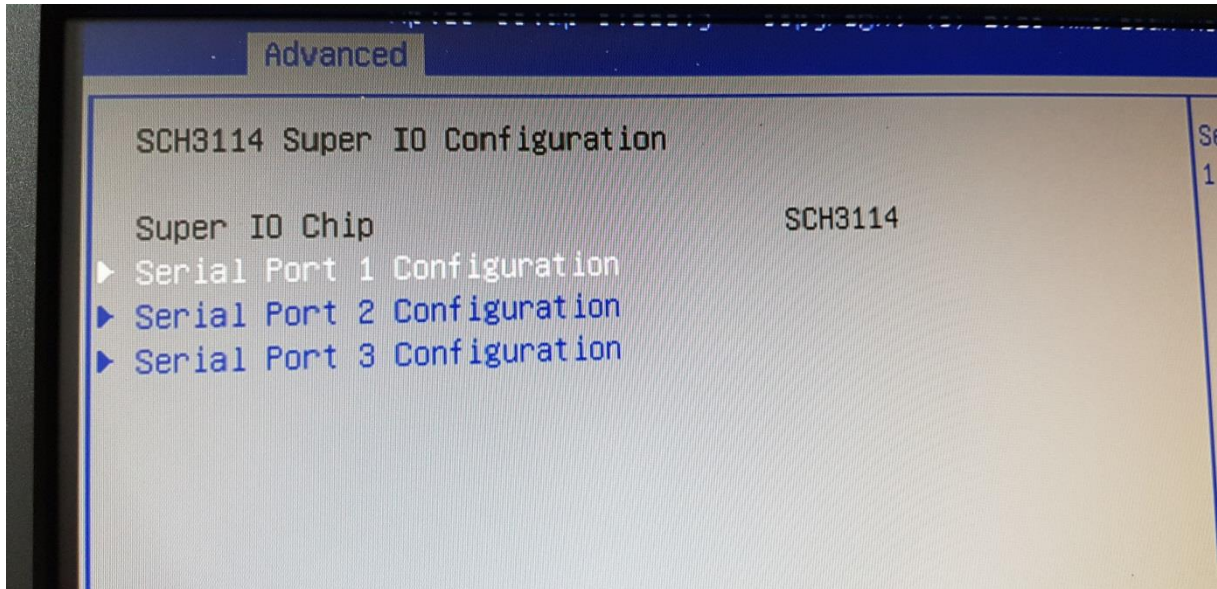 Advanced
SCH3114 Super IO Configuration
Super IO Chip SCH3114
Serial Port 1 Configuration
Serial Port 2 Configuration
Serial Port 3 Configuration
1